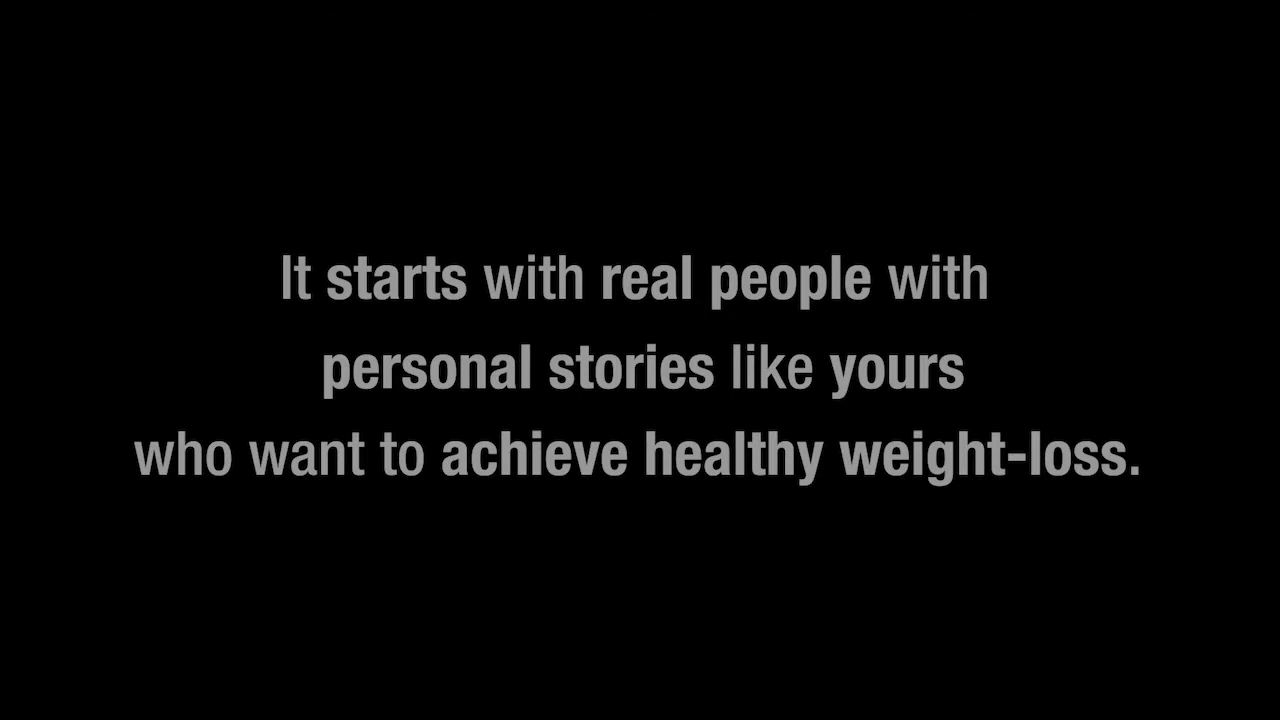 It starts with real people with
personal stories like yours
who want to achieve healthy weight-loss.